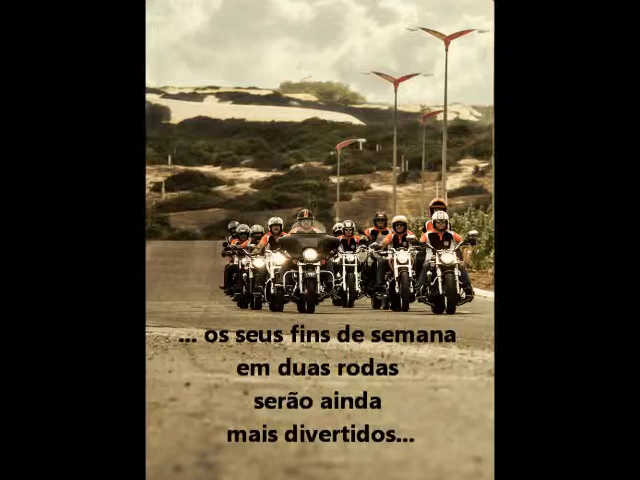 ... os seus fins de semana
em duas rodas
serão ainda
mais divertidos...